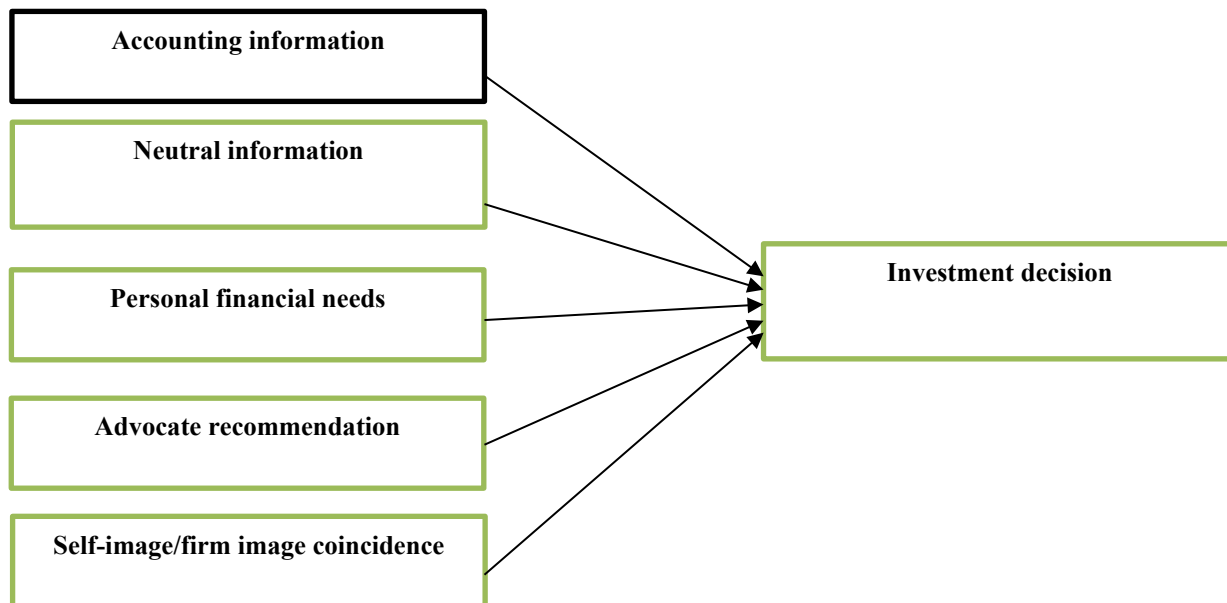 Accounting information
Neutral information
Personal financial needs
Investment decision
Advocate recommendation
Self-image/firm image coincidence